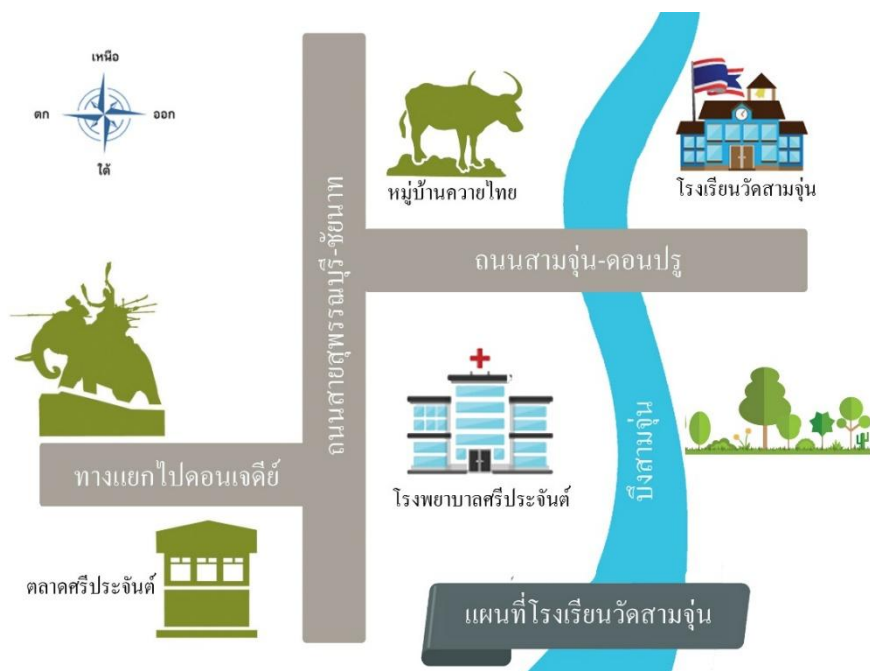 เหนือ
ตก
ออก
ใต้
หมู่บ้านควายไทย
โรงเรียนวัดสามจุ่น
ถนนสามจุ่น-ดอนปรู
ถนนสายสุพรรณบุรี-ชัยนาท
ทางแยกไปดอนเจดีย์
โรงพยาบาลศรีประจันต์
บึงสามจุ่น
ตลาดศรีประจันต์
แผนที่โรงเรียนวัดสามจุ่น